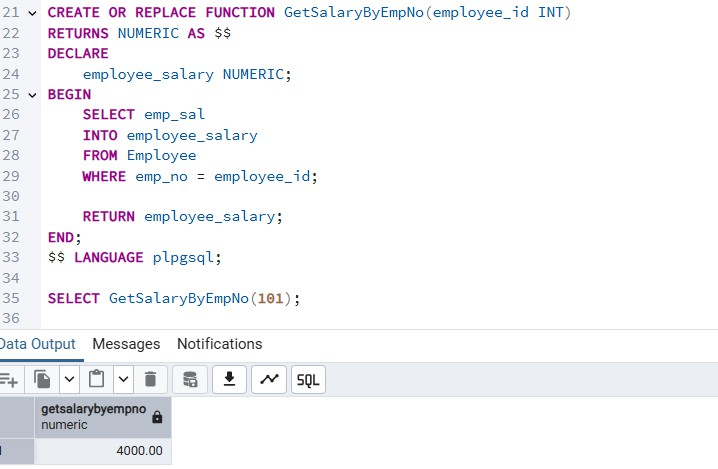 21 CREATE OR REPLACE FUNCTION GetSalaryByEmpNo(employee_id INT)
22 RETURNS NUMERIC AS $$
23 DECLARE
24     employee_salary NUMERIC;
25 BEGIN
26     SELECT emp_sal
27     INTO employee_salary
28     FROM Employee
29     WHERE emp_no = employee_id;
30
31     RETURN employee_salary;
32 END;
33 $$ LANGUAGE plpgsql;
34
35 SELECT GetSalaryByEmpNo(101);
36
Data Output Messages Notifications
SQL
getsalarybyempno
numeric
1 4000.00